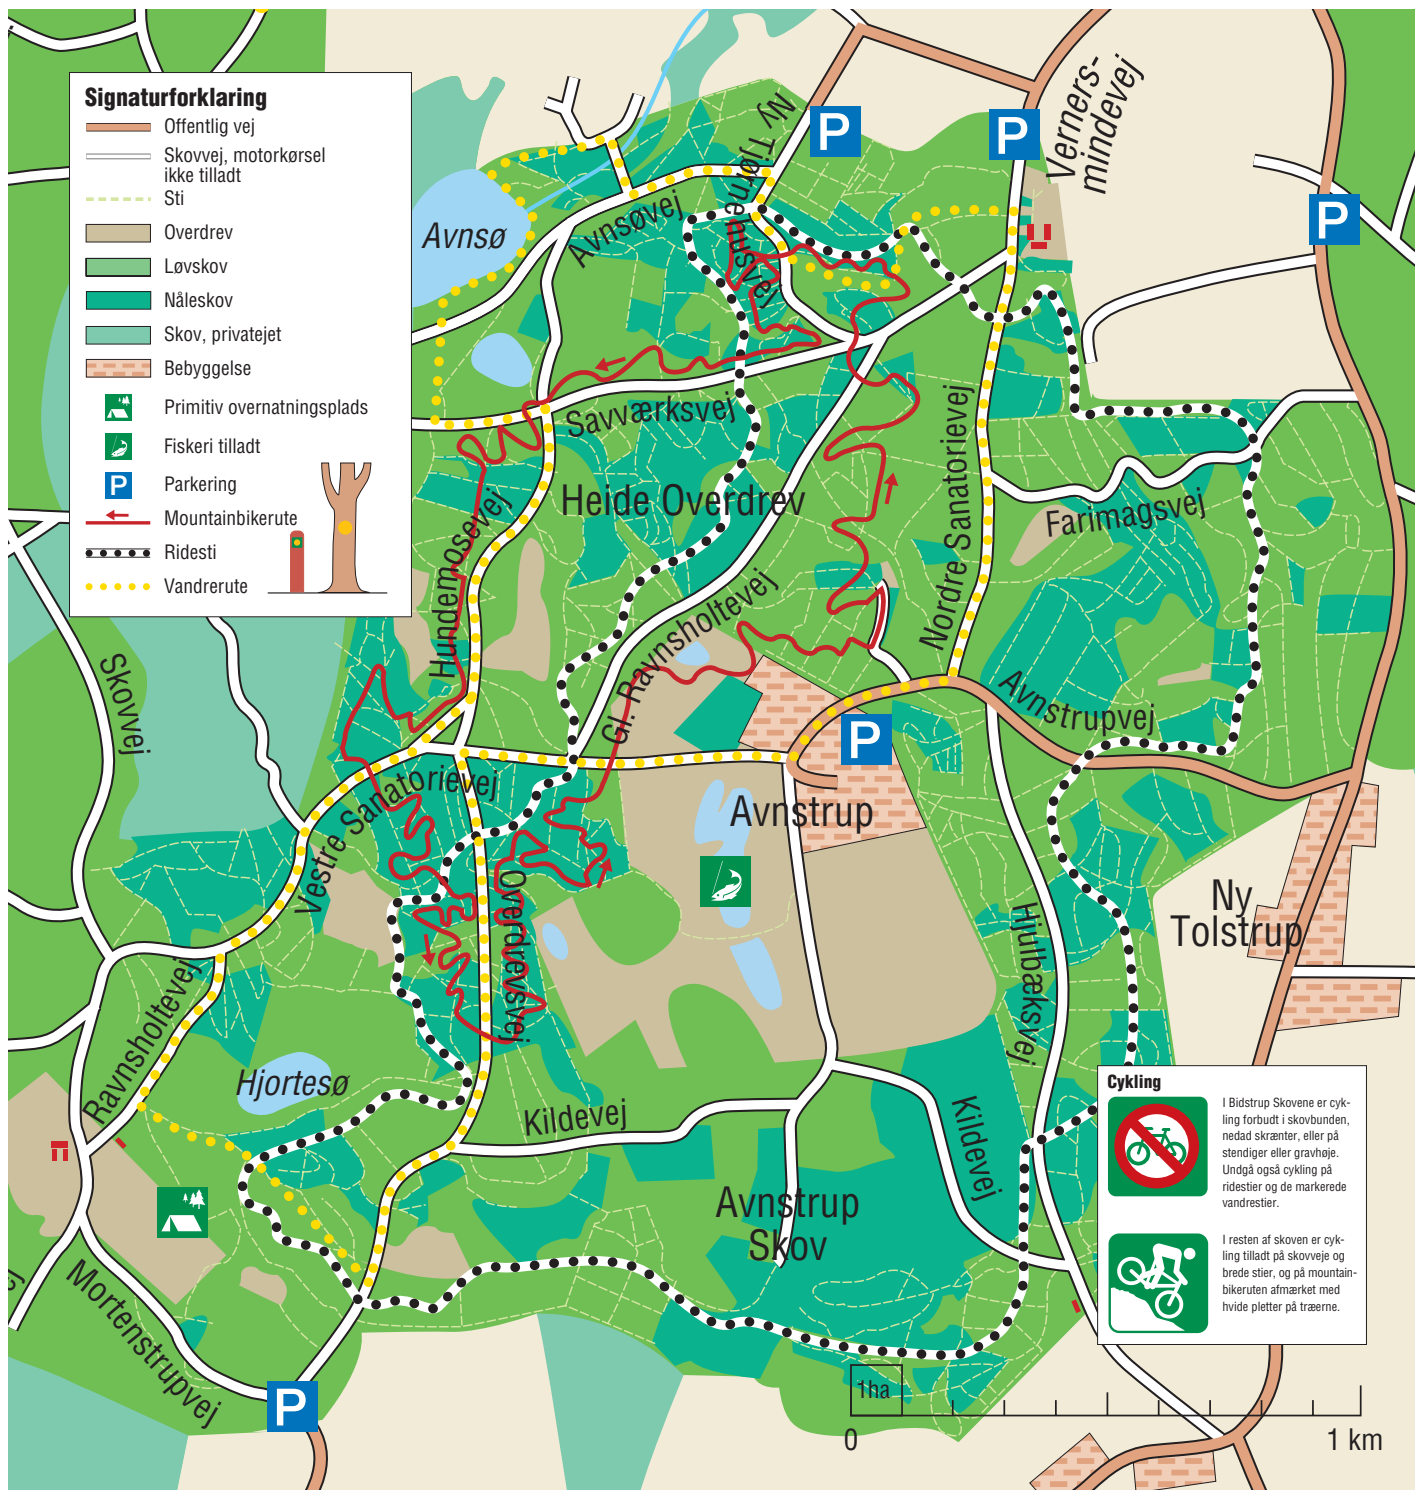 Signaturforklaring
Offentlig vej
Skovvej, motorkørsel
ikke tilladt
Sti
Overdrev
Løvskov
Nåleskov
Skov, privatejet
Bebyggelse
Primitiv overnatningsplads
Fiskeri tilladt
P
Parkering
Mountainbikerute
Ridesti
Vandrerute
P
P
P
Verners-
mindevej
Ny Tjørnehusvej
Avnsø
Avnsøvej
Savværksvej
Heide Overdrev
Hundemosevej
Nordre Sanatorievej
Farimagsvej
Gl. Ravnsholtevej
Skovvej
Avnstrupvej
P
Avnstrup
Vestre Sanatorievej
Overdrevsvej
Ny
Tolstrup
Hjulbæksvej
Ravnsholtevej
Hjortesø
Kildevej
Kildevej
Avnstrup
Skov
Mortenstrupvej
P
Cykling
I Bidstrup Skovene er cyk-
ling forbudt i skovbunden,
nedad skrænter, eller på
stendiger eller gravhøje.
Undgå også cykling på
ridestier og de markerede
vandrestier.
I resten af skoven er cyk-
ling tilladt på skovveje og
brede stier, og på mountain-
bikeruten afmærket med
hvide pletter på træerne.
1ha
0
1 km